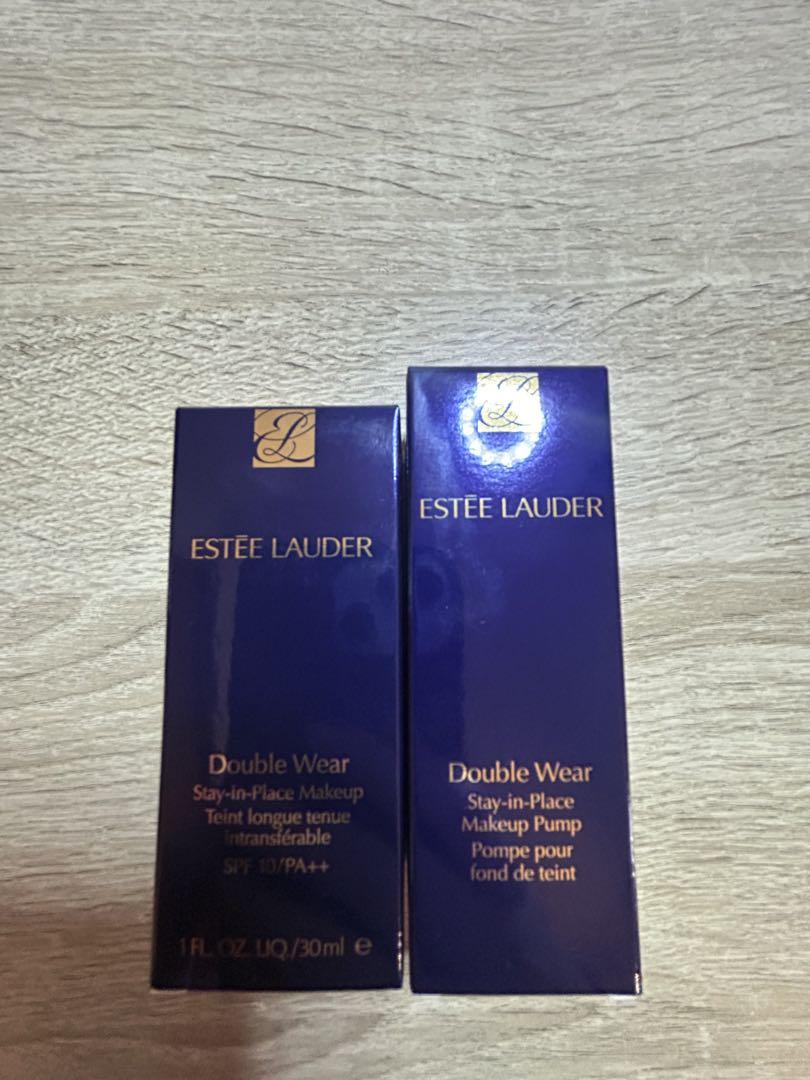 ESTĒE LAUDER
Double Wear
Stay-in-Place Makeup
Teint longue tenue
intransférable
SPF 10/PA++
1 FL. OZ. LIQ./30ml ℮
ESTĒE LAUDER
Double Wear
Stay-in-Place
Makeup Pump
Pompe pour
fond de teint